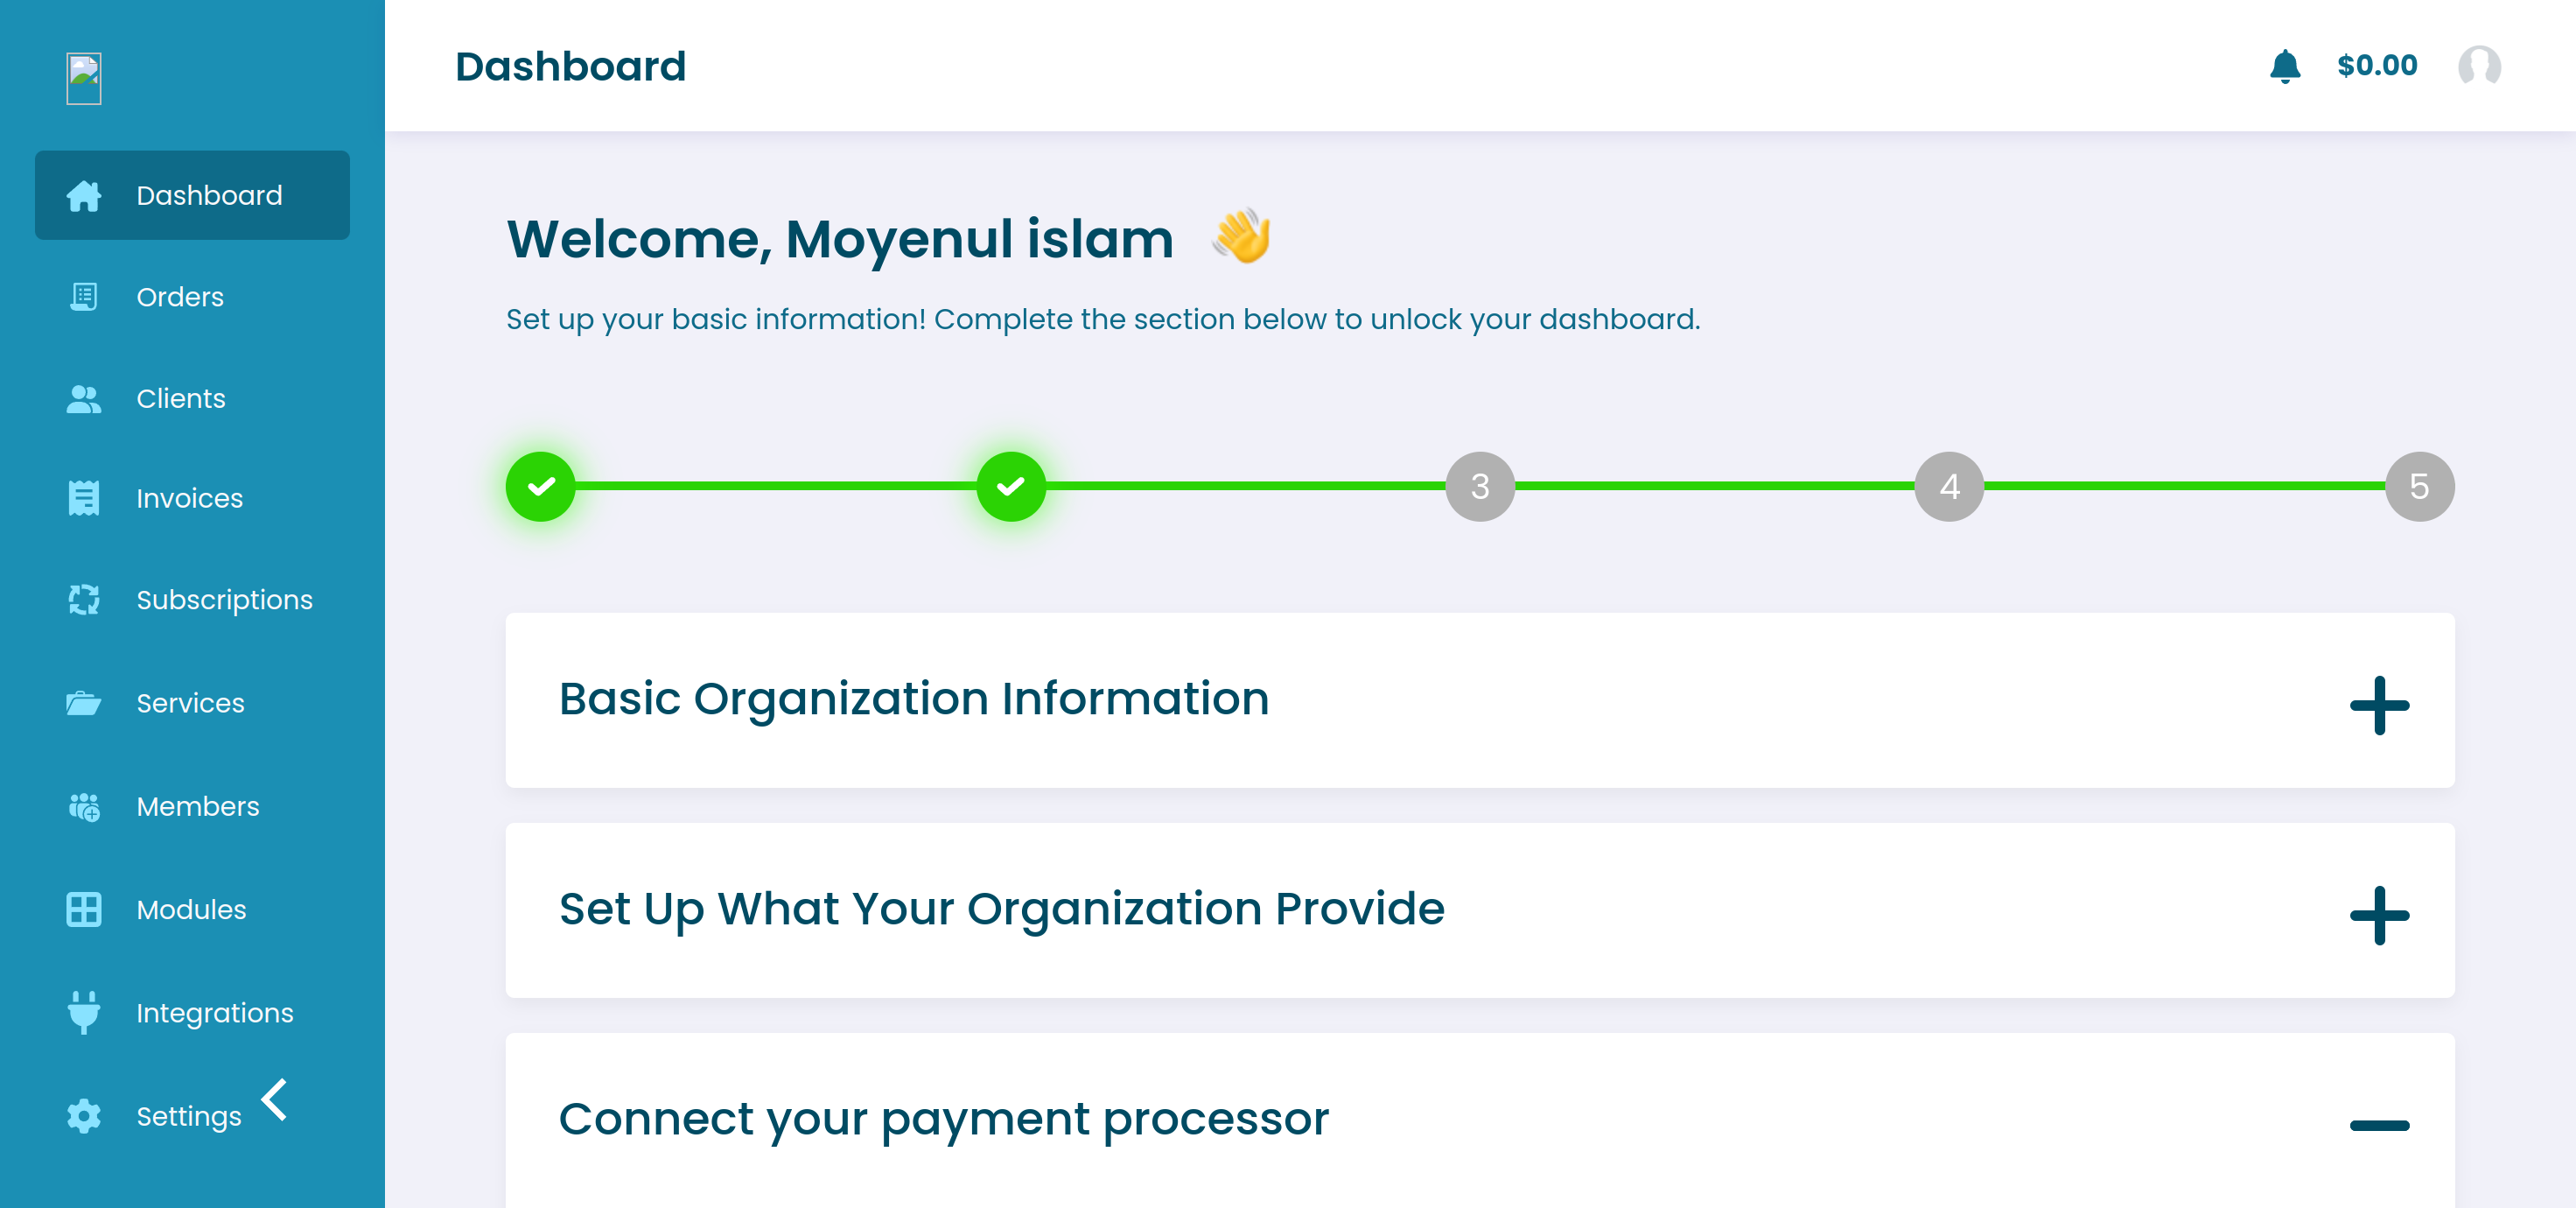 Dashboard
$0.00
Dashboard
Orders
Clients
Invoices
Subscriptions
Services
Members
Modules
Integrations
Settings
Welcome, Moyenul islam 👋
Set up your basic information! Complete the section below to unlock your dashboard.
3
4
5
Basic Organization Information
Set Up What Your Organization Provide
Connect your payment processor